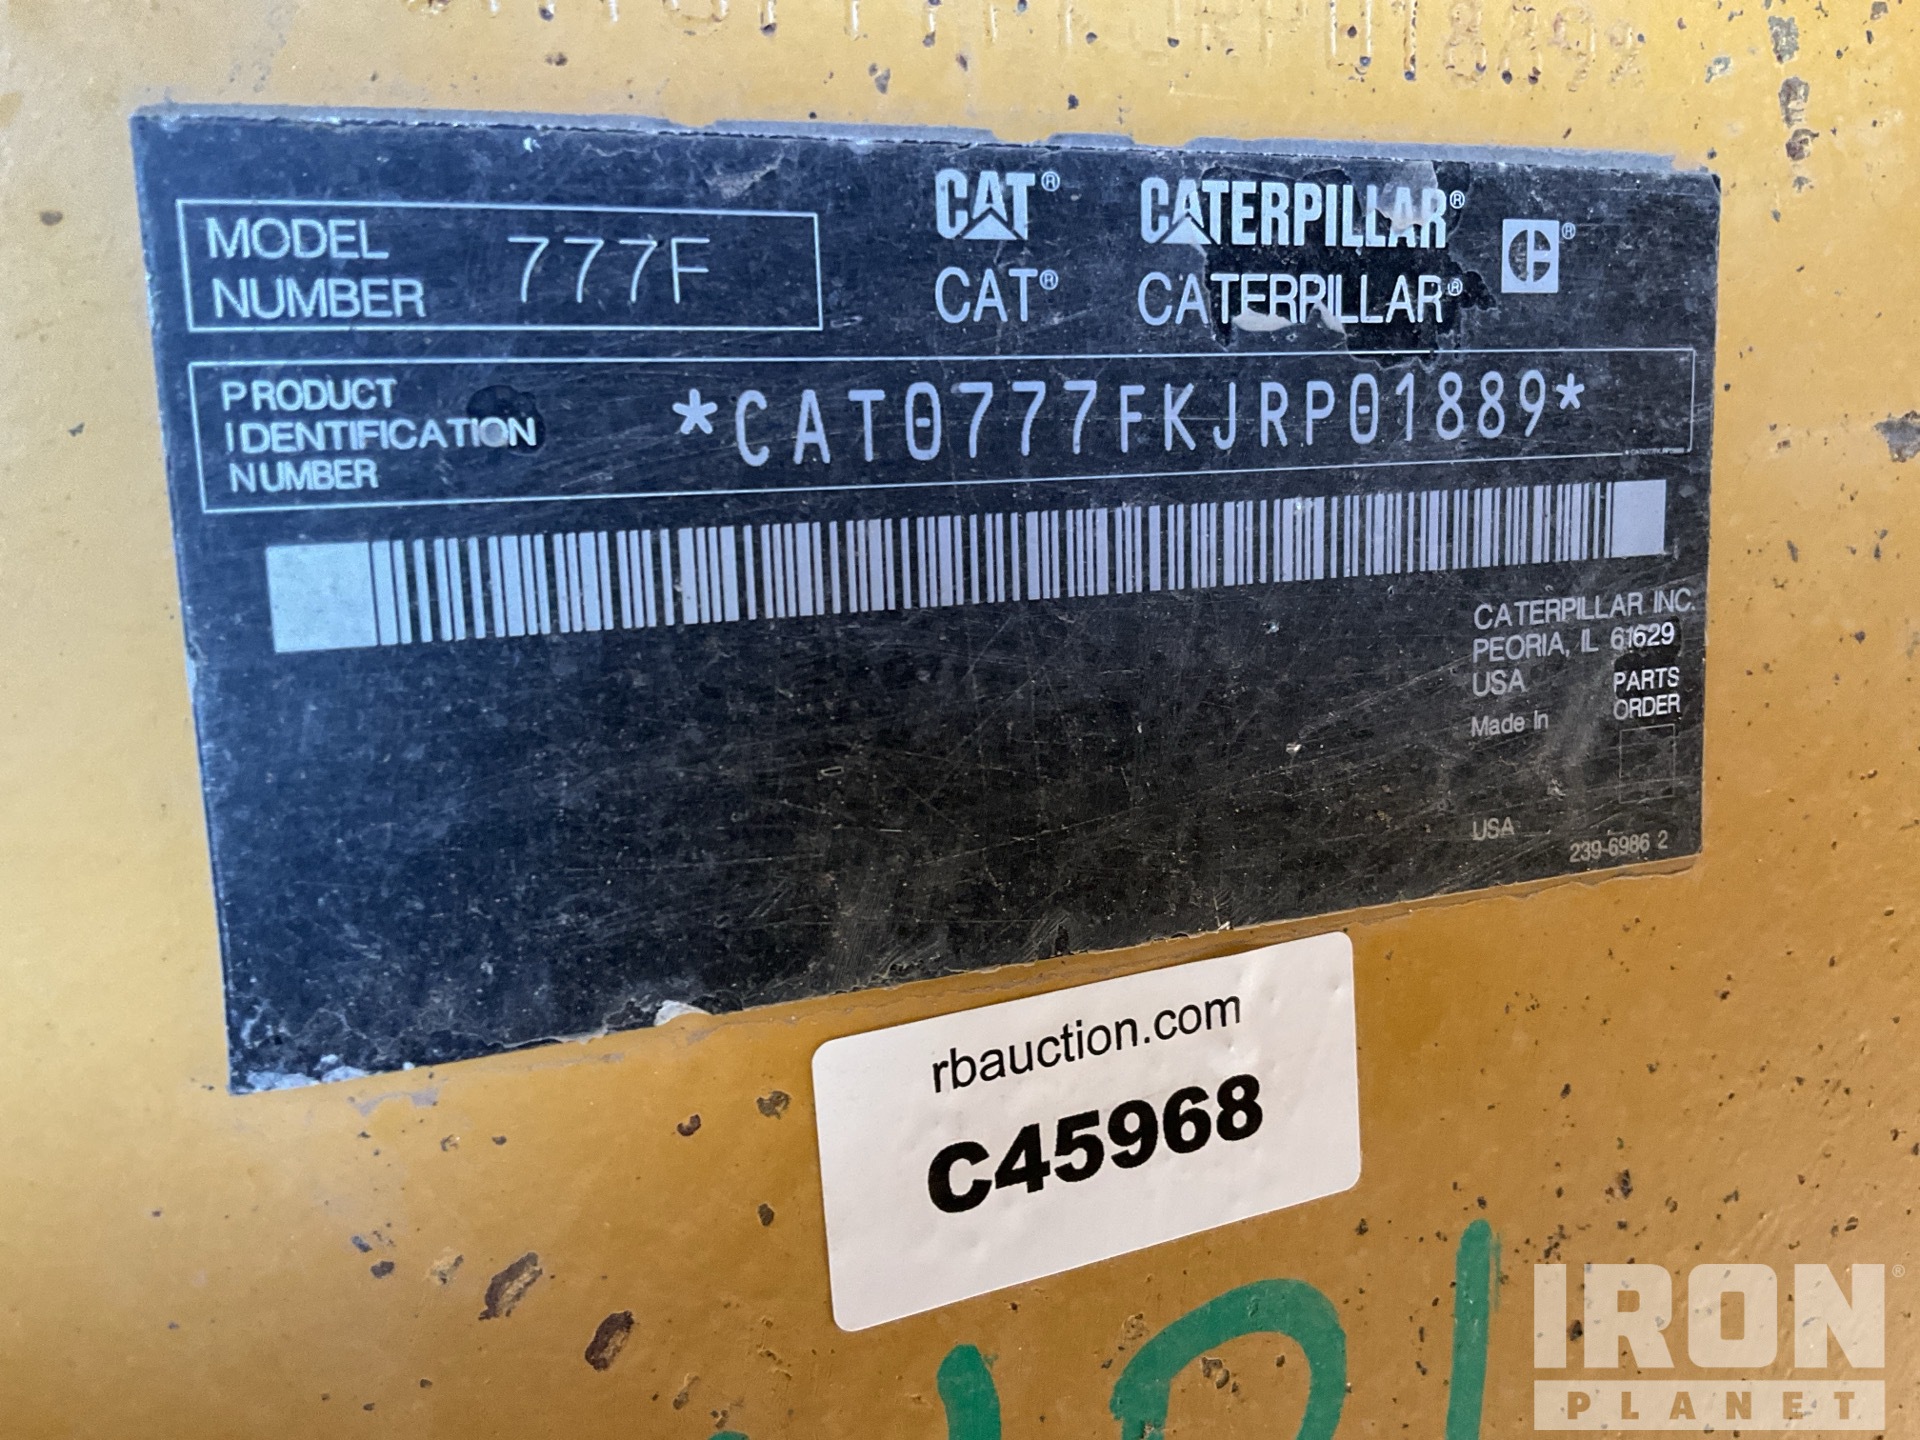 MODEL NUMBER 777F
CAT® CATERPILLAR® C®
CAT® CATERPILLAR®
PRODUCT
IDENTIFICATION
NUMBER
*CAT0777FKJRP01889*
CATERPILLAR INC.
PEORIA, IL 61629
USA
PARTS
ORDER
Made In
USA
239-6986 2
rbauction.com
C45968
IRON®
PLANET